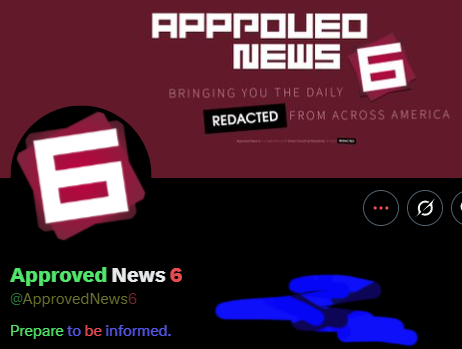 APPROVED
NEWS 6
BRINGING YOU THE DAILY
REDACTED FROM ACROSS AMERICA
6
Approved News 6
@ApprovedNews6
Prepare to be informed.